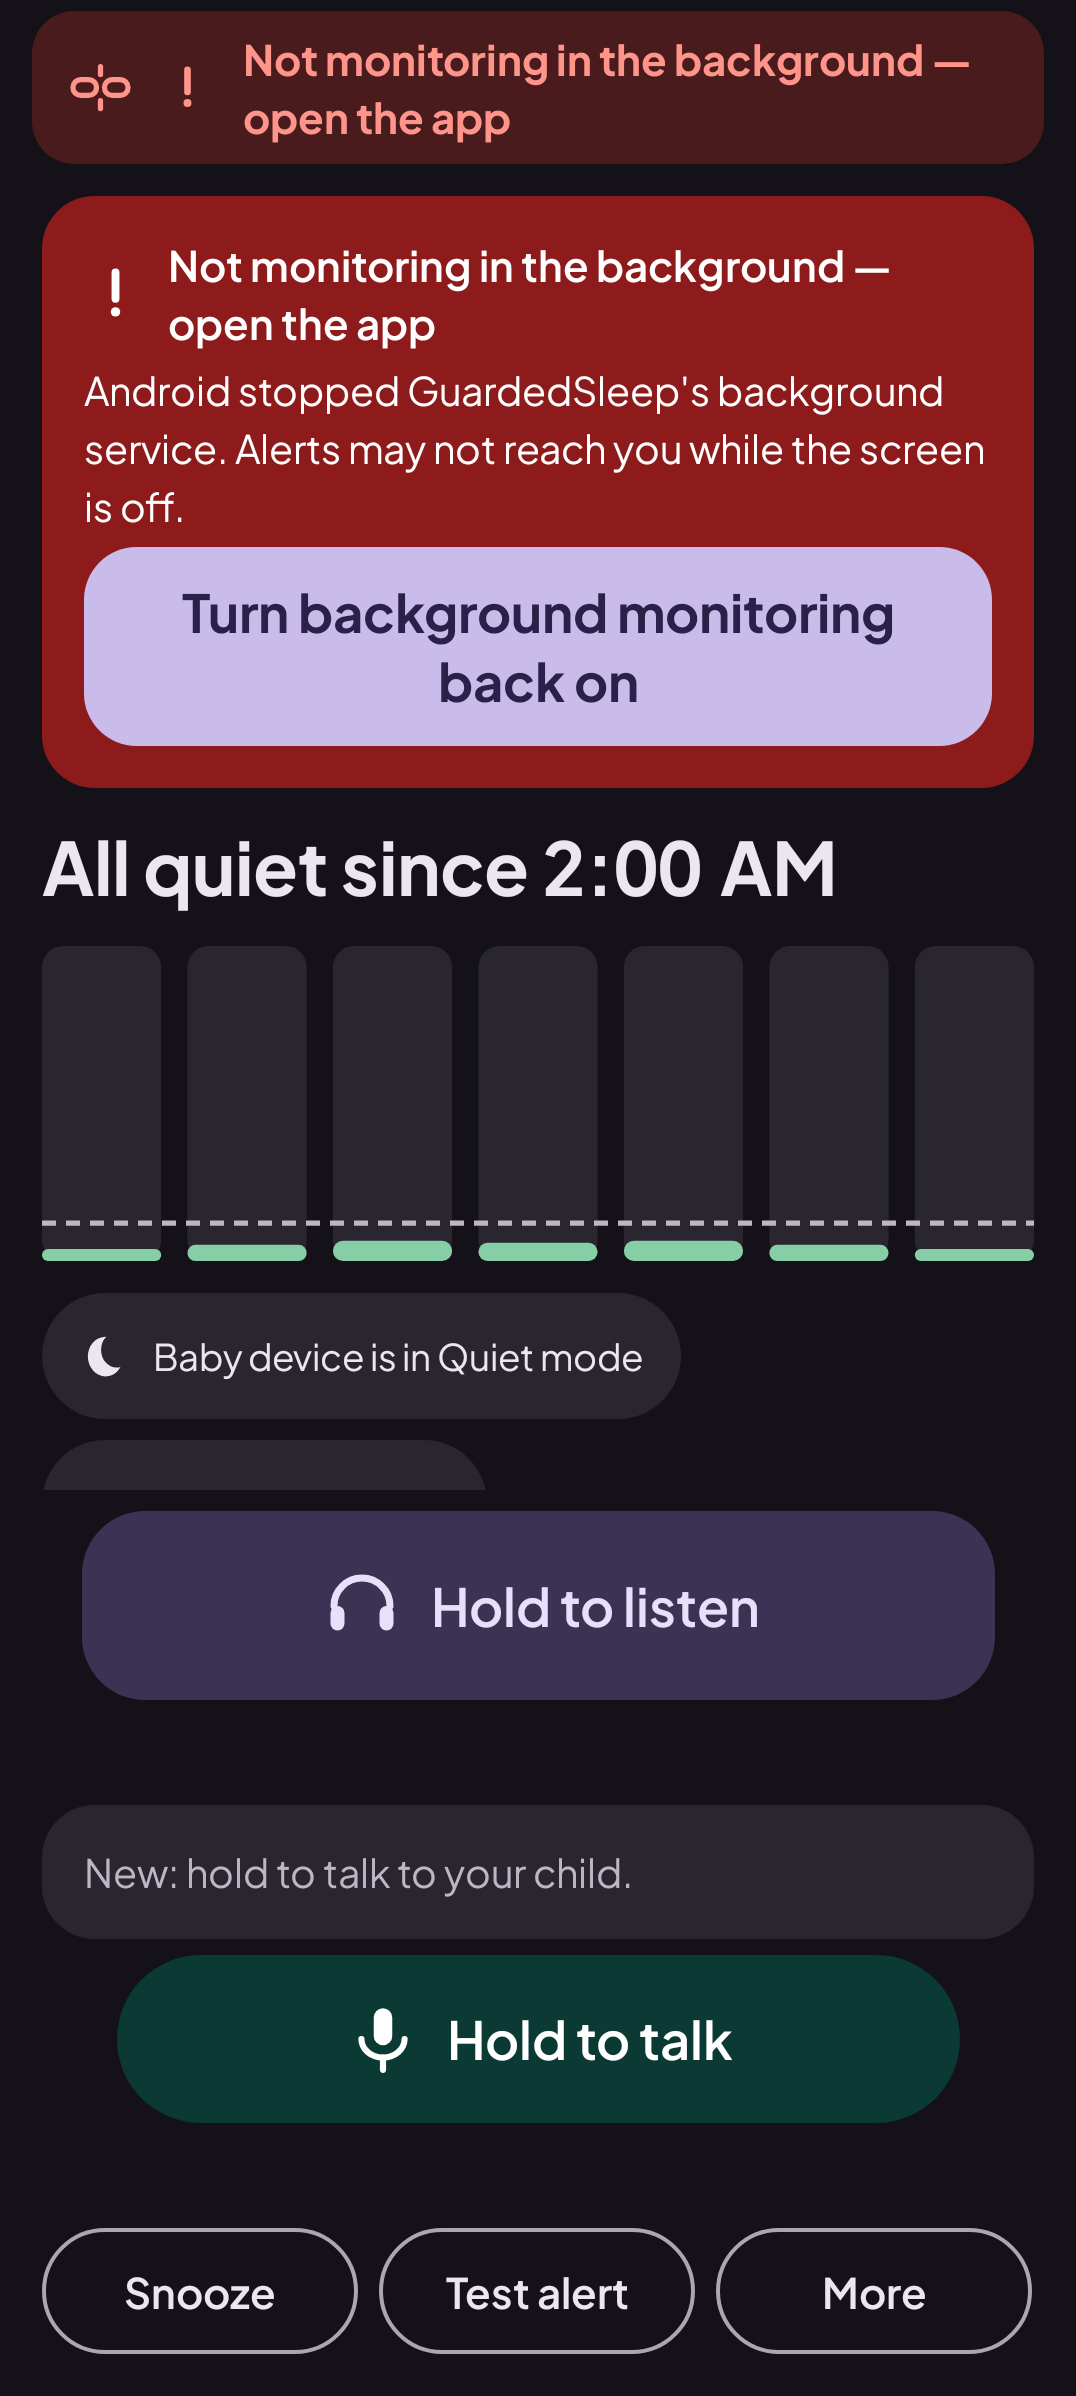 Not monitoring in the background —
open the app
Not monitoring in the background —
open the app
Android stopped GuardedSleep's background
service. Alerts may not reach you while the screen
is off.
Turn background monitoring
back on
All quiet since 2:00 AM
Baby device is in Quiet mode
Hold to listen
New: hold to talk to your child.
Hold to talk
Snooze
Test alert
More